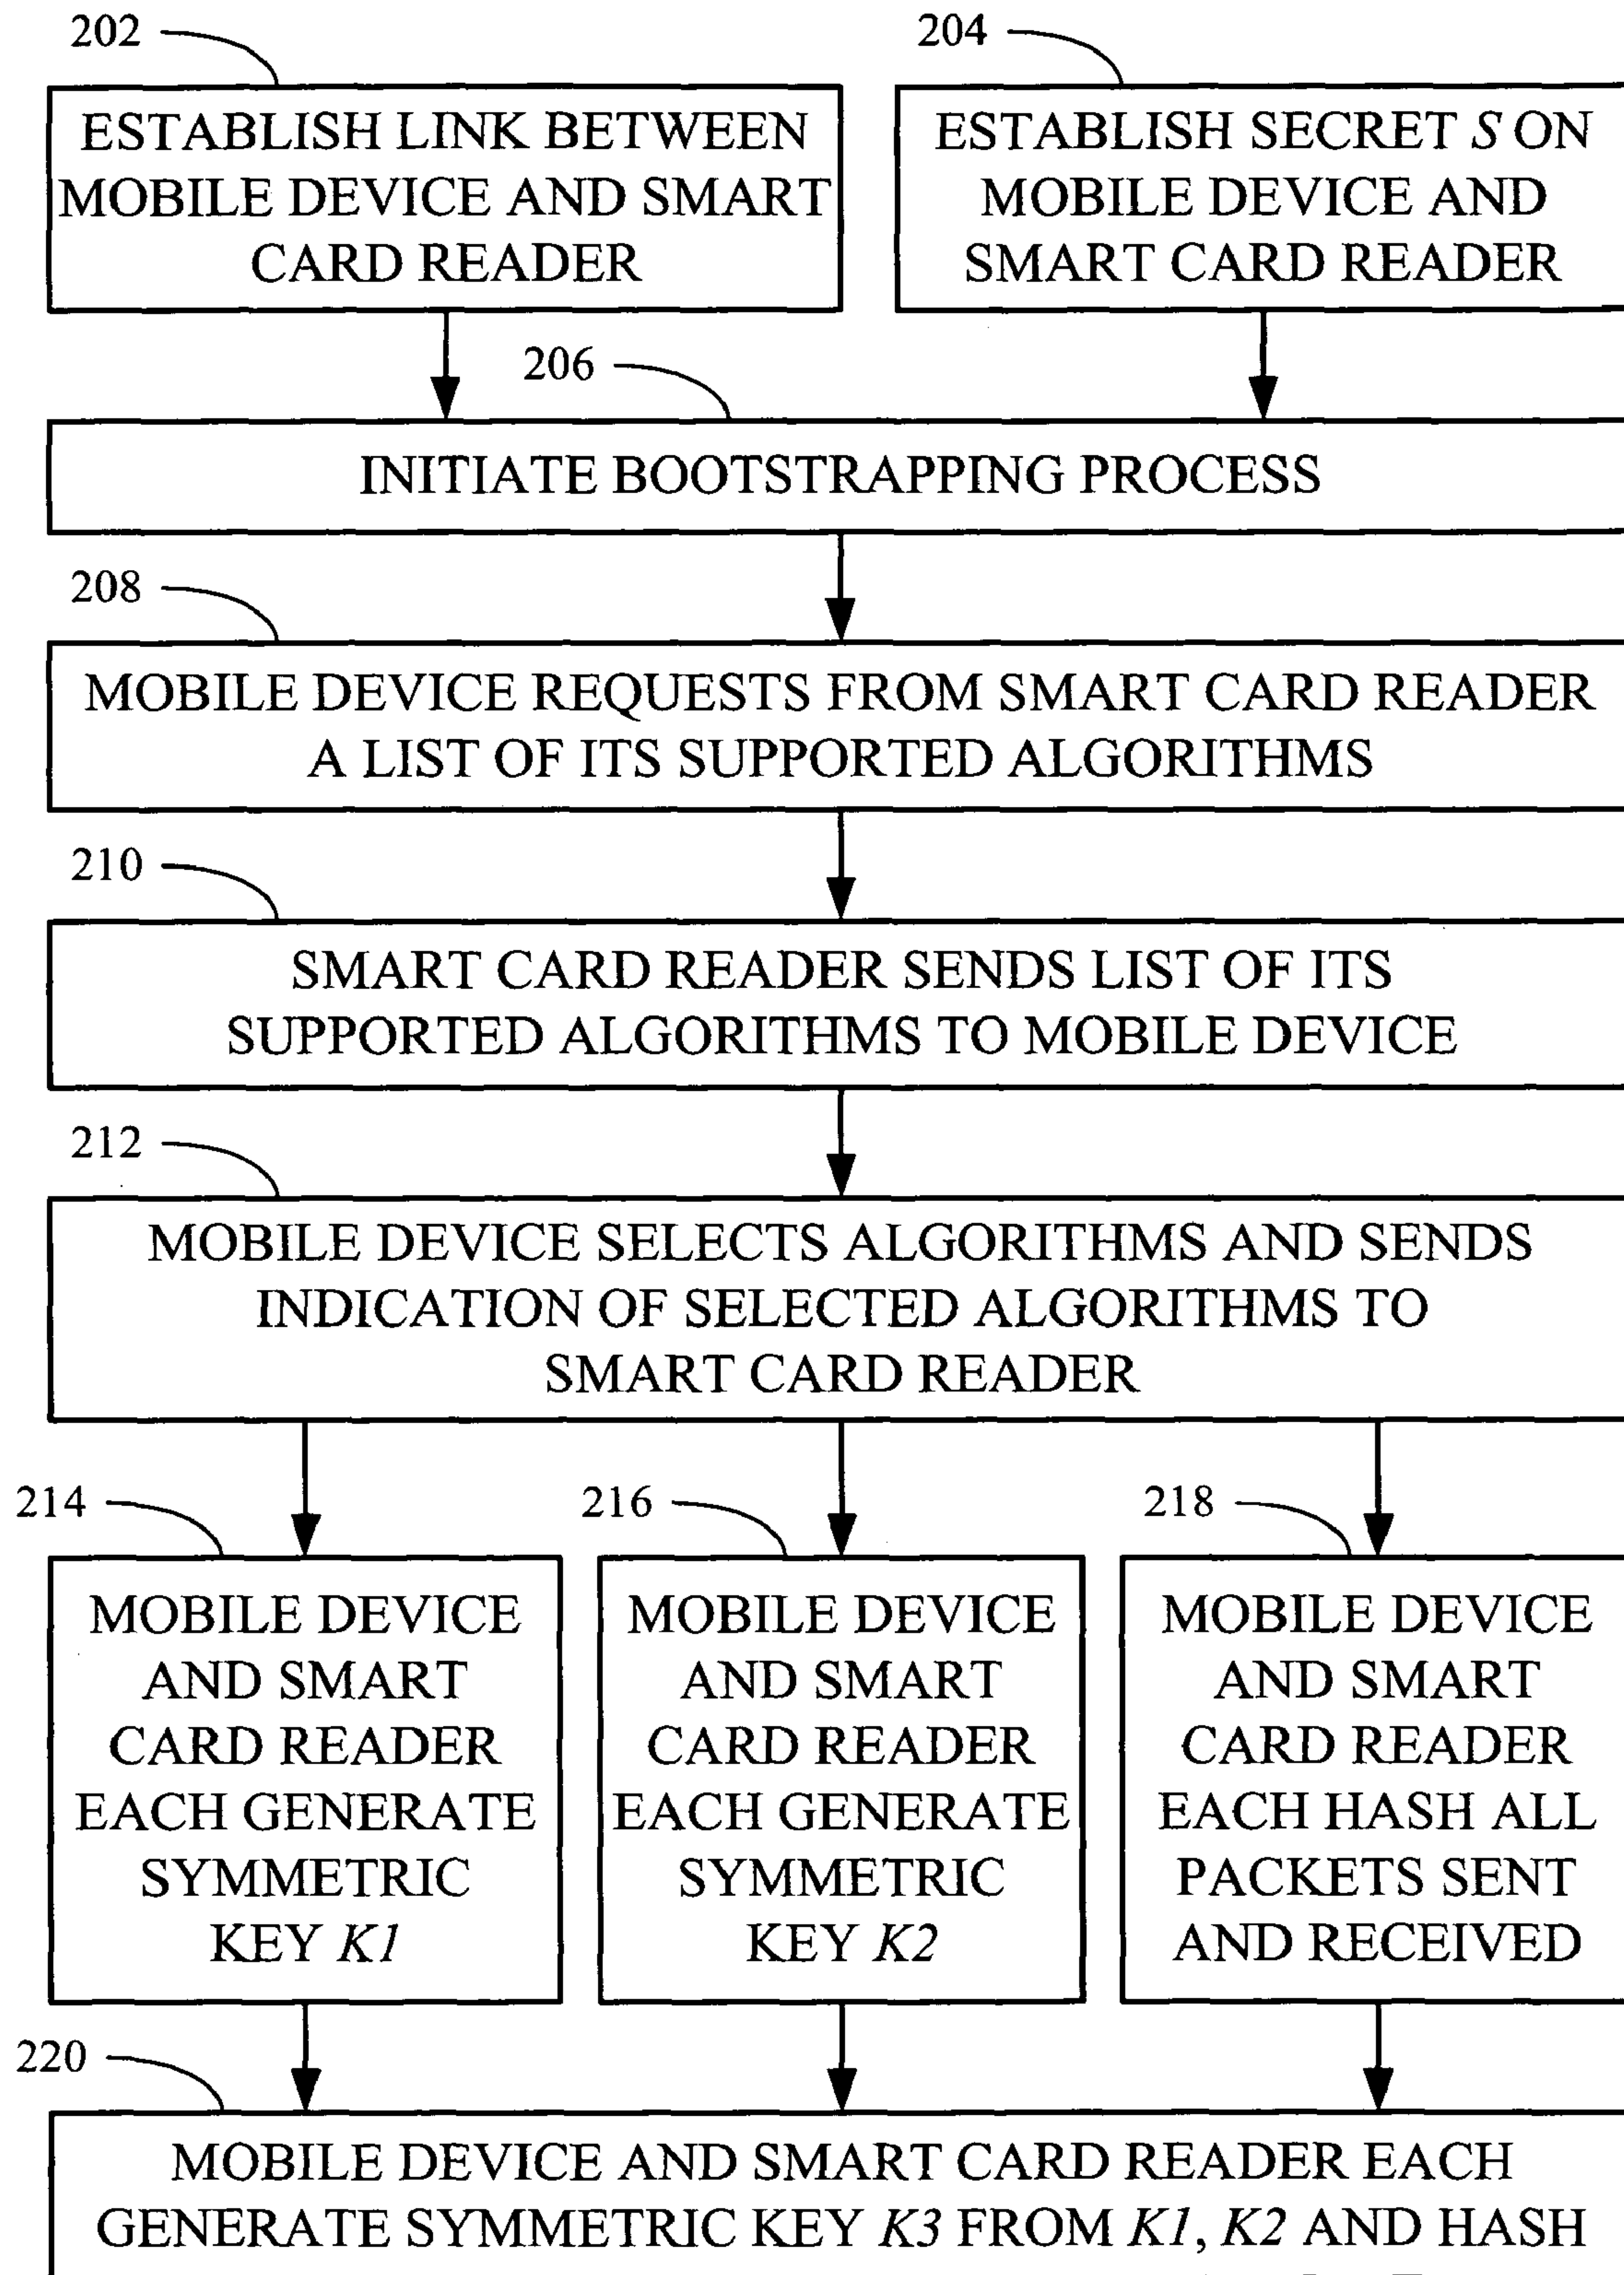 202
204
ESTABLISH LINK BETWEEN
MOBILE DEVICE AND SMART
CARD READER
ESTABLISH SECRET S ON
MOBILE DEVICE AND
SMART CARD READER
206
INITIATE BOOTSTRAPPING PROCESS
208
MOBILE DEVICE REQUESTS FROM SMART CARD READER
A LIST OF ITS SUPPORTED ALGORITHMS
210
SMART CARD READER SENDS LIST OF ITS
SUPPORTED ALGORITHMS TO MOBILE DEVICE
212
MOBILE DEVICE SELECTS ALGORITHMS AND SENDS
INDICATION OF SELECTED ALGORITHMS TO
SMART CARD READER
214
216
218
MOBILE DEVICE
AND SMART
CARD READER
EACH GENERATE
SYMMETRIC
KEY K1
MOBILE DEVICE
AND SMART
CARD READER
EACH GENERATE
SYMMETRIC
KEY K2
MOBILE DEVICE
AND SMART
CARD READER
EACH HASH ALL
PACKETS SENT
AND RECEIVED
220
MOBILE DEVICE AND SMART CARD READER EACH
GENERATE SYMMETRIC KEY K3 FROM K1, K2 AND HASH